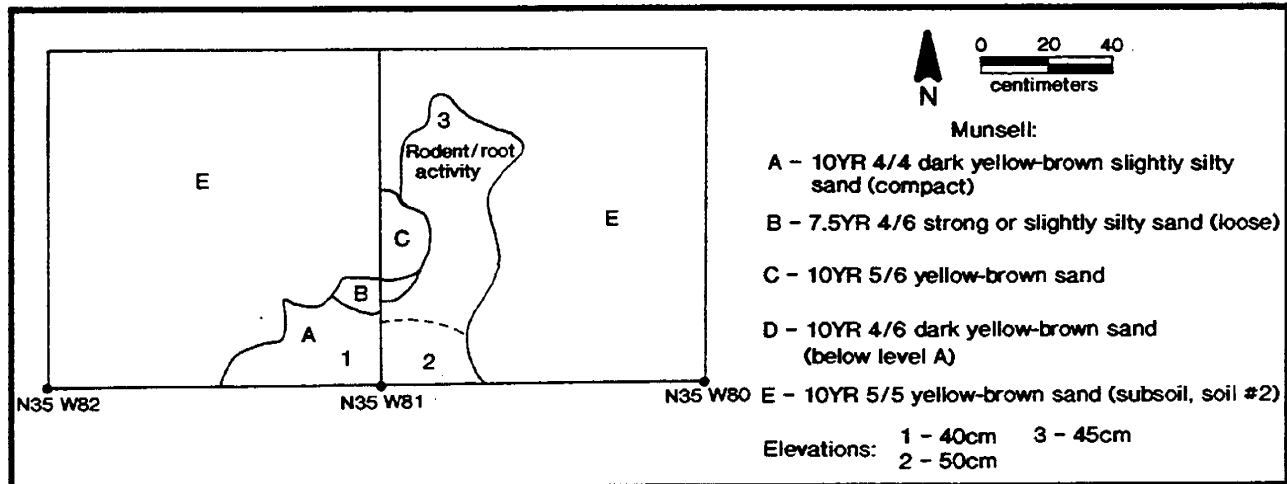 E
3
Rodent/root
activity
E
C
B
A
1
2
N35 W82
N35 W81
N35 W80
0 20 40
centimeters
N
Munsell:
A - 10YR 4/4 dark yellow-brown slightly silty
sand (compact)
B - 7.5YR 4/6 strong or slightly silty sand (loose)
C - 10YR 5/6 yellow-brown sand
D - 10YR 4/6 dark yellow-brown sand
(below level A)
E - 10YR 5/5 yellow-brown sand (subsoil, soil #2)
Elevations: 1 - 40cm 3 - 45cm
2 - 50cm